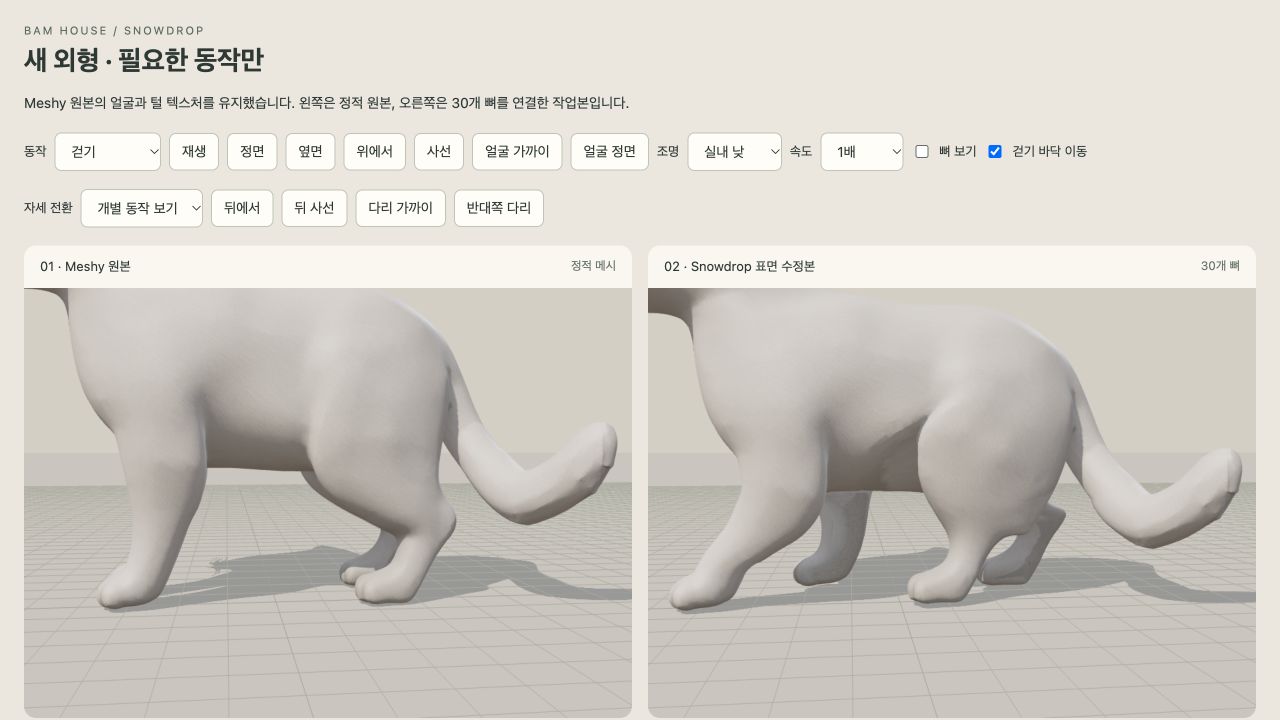 BAM HOUSE / SNOWDROP
새 외형 · 필요한 동작만
Meshy 원본의 얼굴과 털 텍스처를 유지했습니다. 왼쪽은 정적 원본, 오른쪽은 30개 뼈를 연결한 작업본입니다.
동작 걷기 재생 정면 옆면 위에서 사선 얼굴 가까이 얼굴 정면 조명 실내 낮 속도 1배 뼈 보기 걷기 바닥 이동
자세 전환 개별 동작 보기 뒤에서 뒤 사선 다리 가까이 반대쪽 다리
01 · Meshy 원본 정적 메시
02 · Snowdrop 표면 수정본 30개 뼈